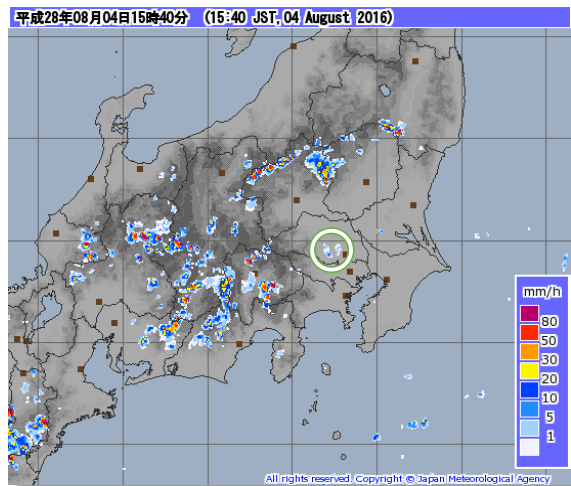 平成28年08月04日15時40分 (15:40 JST, 04 August 2016)
mm/h
80
50
30
20
10
5
1
All rights reserved. Copyright © Japan Meteorological Agency